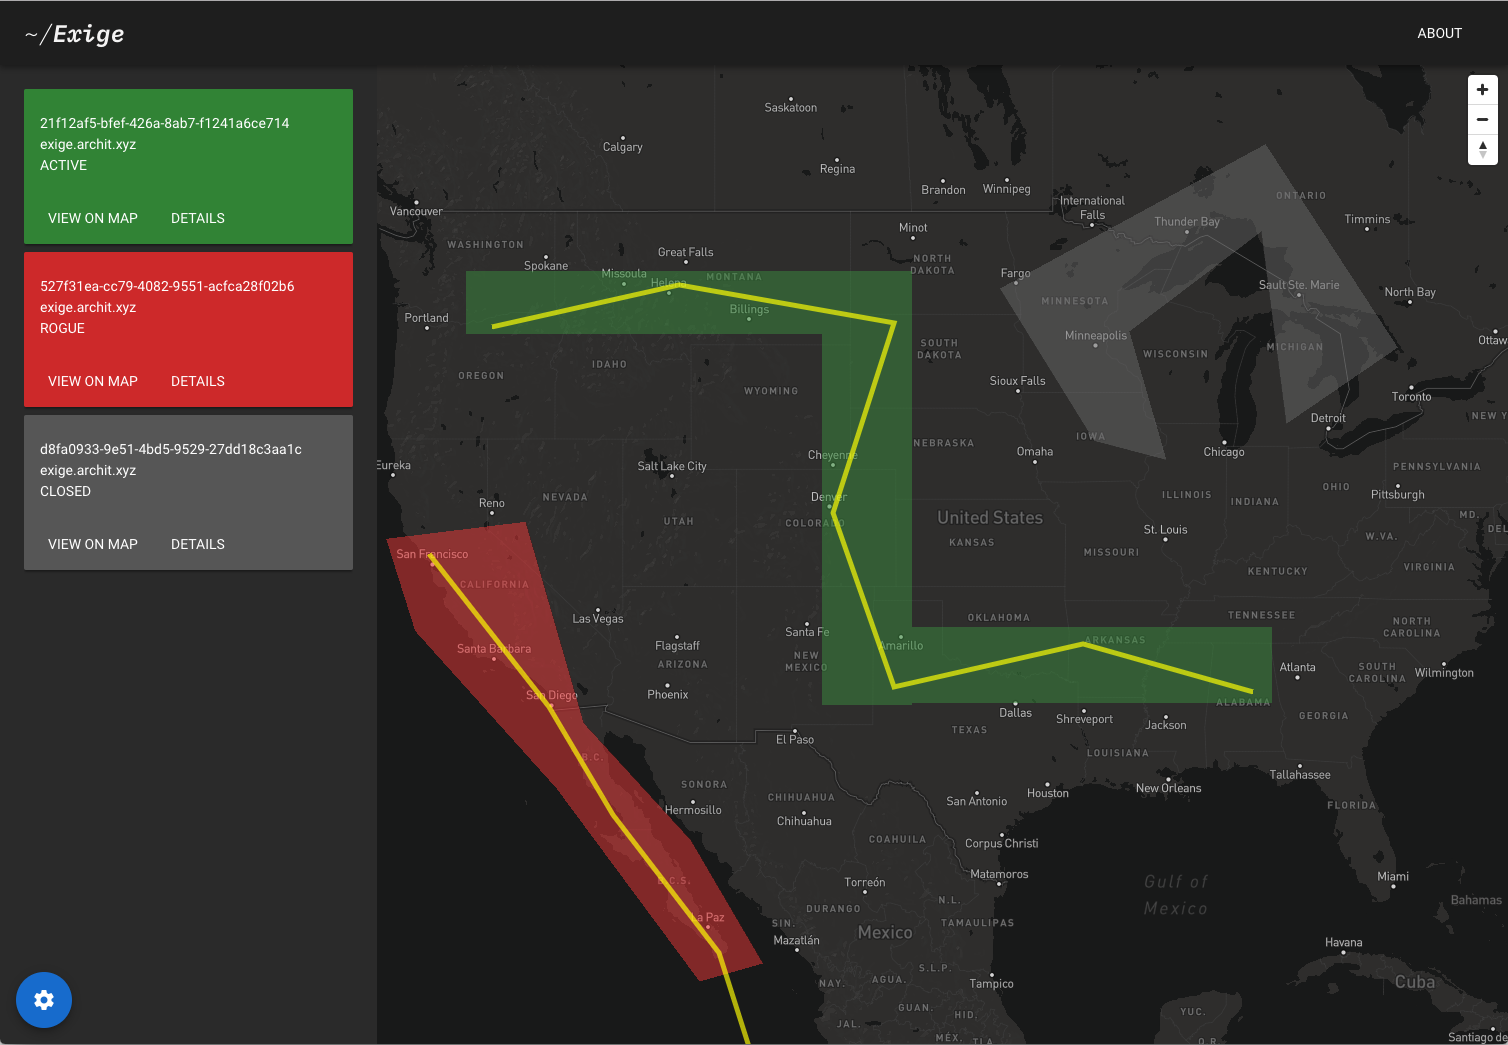 ~/Exige
ABOUT
21f12af5-bfef-426a-8ab7-f1241a6ce714
exige.archit.xyz
ACTIVE
VIEW ON MAP
DETAILS
527f31ea-cc79-4082-9551-acfca28f02b6
exige.archit.xyz
ROGUE
VIEW ON MAP
DETAILS
d8fa0933-9e51-4bd5-9529-27dd18c3aa1c
exige.archit.xyz
CLOSED
VIEW ON MAP
DETAILS
Saskatoon
Calgary
Regina
Brandon
Winnipeg
International
Falls
ONTARIO
Vancouver
Thunder Bay
Timmins
Minot
WASHINGTON
Great Falls
Spokane
NORTH
DAKOTA
Missoula
MONTANA
Helena
Fargo
Sault Ste. Marie
North Bay
MINNESOTA
Billings
Portland
Minneapolis
Ottaw
SOUTH
DAKOTA
WISCONSIN
MICHIGAN
IDAHO
OREGON
Sioux Falls
WYOMING
Toronto
Detroit
NEW Y
NEBRASKA
IOWA
Omaha
Chicago
Cheyenne
Eureka
Salt Lake City
PENNSYLVANIA
OHIO
Pittsburgh
Reno
NEVADA
Denver
ILLINOIS
INDIANA
UTAH
COLORADO
United States
MD.
DEL
St. Louis
KANSAS
MISSOURI
W.VA.
San Francisco
VIRGINIA
KENTUCKY
CALIFORNIA
Las Vegas
OKLAHOMA
TENNESSEE
Santa Fe
NORTH
CAROLINA
Flagstaff
Amarillo
ARKANSAS
Santa Barbara
NEW
MEXICO
ARIZONA
Atlanta
SOUTH
CAROLINA
Wilmington
San Diego
Phoenix
ALABAMA
Dallas
Shreveport
Jackson
GEORGIA
TEXAS
El Paso
LOUISIANA
B.C.
Tallahassee
SONORA
New Orleans
Houston
CHIHUAHUA
San Antonio
FLORIDA
Hermosillo
Chihuahua
COAHUILA
Corpus Christi
Matamoros
B.C.S.
Torreón
Gulf of
Mexico
Miami
N.L.
Bahamas
DURANGO
La Paz
SIN.
TAMAULIPAS
Mexico
Mazatlán
Havana
S.L.P.
NAY.
AGUA.
Tampico
Cuba
GUAN.
HID.
YUC.
JAL.
MÉX.
TLA
Q.R.
Santiago de